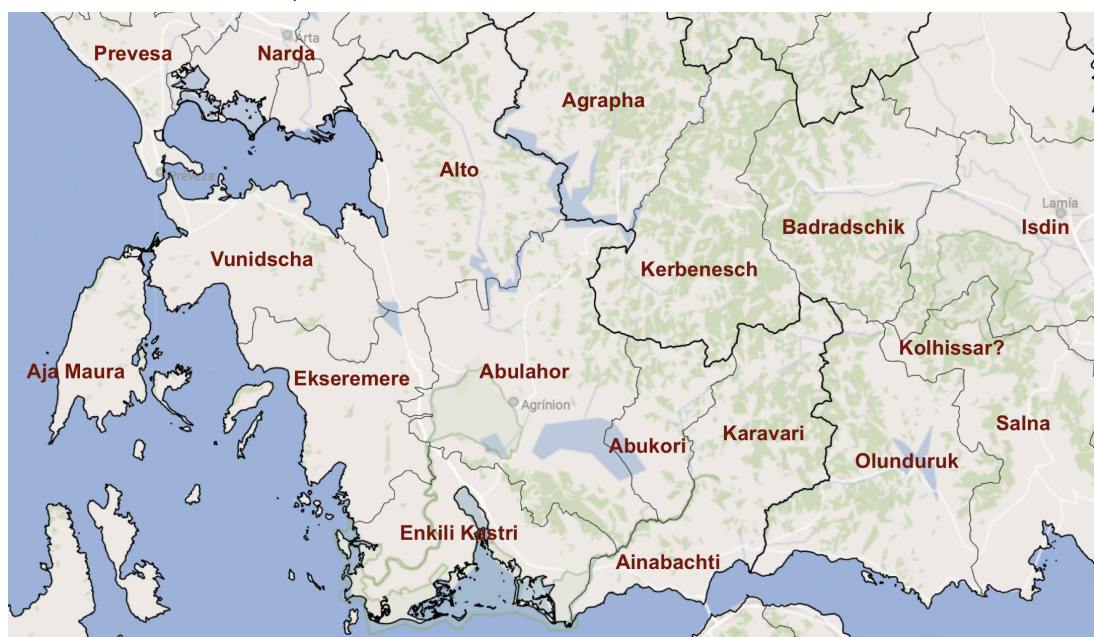 Prevesa
Narda
Arta
Agrapha
Alto
Preveza
Lamía
Badradschik
Isdin
Vunidscha
Kerbenesch
Kolhissar?
Aja Maura
Ekseremere
Abulahor
Agrínion
Salna
Abukori
Karavari
Olunduruk
Enkili Kastri
Ainabachti